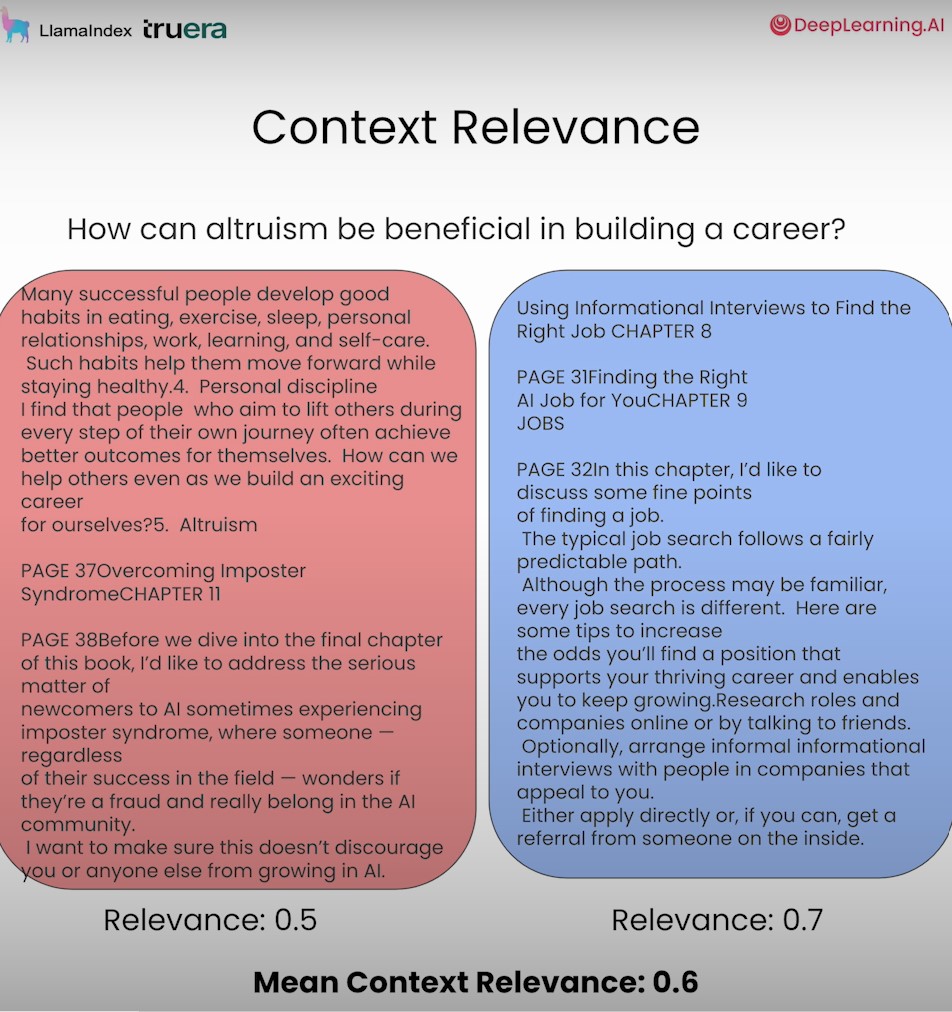 LlamaIndex truera
DeepLearning.AI
Context Relevance
How can altruism be beneficial in building a career?
Many successful people develop good
habits in eating, exercise, sleep, personal
relationships, work, learning, and self-care.
Such habits help them move forward while
staying healthy.4.  Personal discipline
I find that people  who aim to lift others during
every step of their own journey often achieve
better outcomes for themselves.  How can we
help others even as we build an exciting
career
for ourselves?5.  Altruism
PAGE 37Overcoming Imposter
SyndromeCHAPTER 11
PAGE 38Before we dive into the final chapter
of this book, I'd like to address the serious
matter of
newcomers to AI sometimes experiencing
imposter syndrome, where someone —
regardless
of their success in the field — wonders if
they're a fraud and really belong in the AI
community.
I want to make sure this doesn't discourage
you or anyone else from growing in AI.
Relevance: 0.5
Using Informational Interviews to Find the
Right Job CHAPTER 8
PAGE 31Finding the Right
AI Job for YouCHAPTER 9
JOBS
PAGE 32In this chapter, I'd like to
discuss some fine points
of finding a job.
The typical job search follows a fairly
predictable path.
Although the process may be familiar,
every job search is different.  Here are
some tips to increase
the odds you'll find a position that
supports your thriving career and enables
you to keep growing.Research roles and
companies online or by talking to friends.
Optionally, arrange informal informational
interviews with people in companies that
appeal to you.
Either apply directly or, if you can, get a
referral from someone on the inside.
Relevance: 0.7
Mean Context Relevance: 0.6